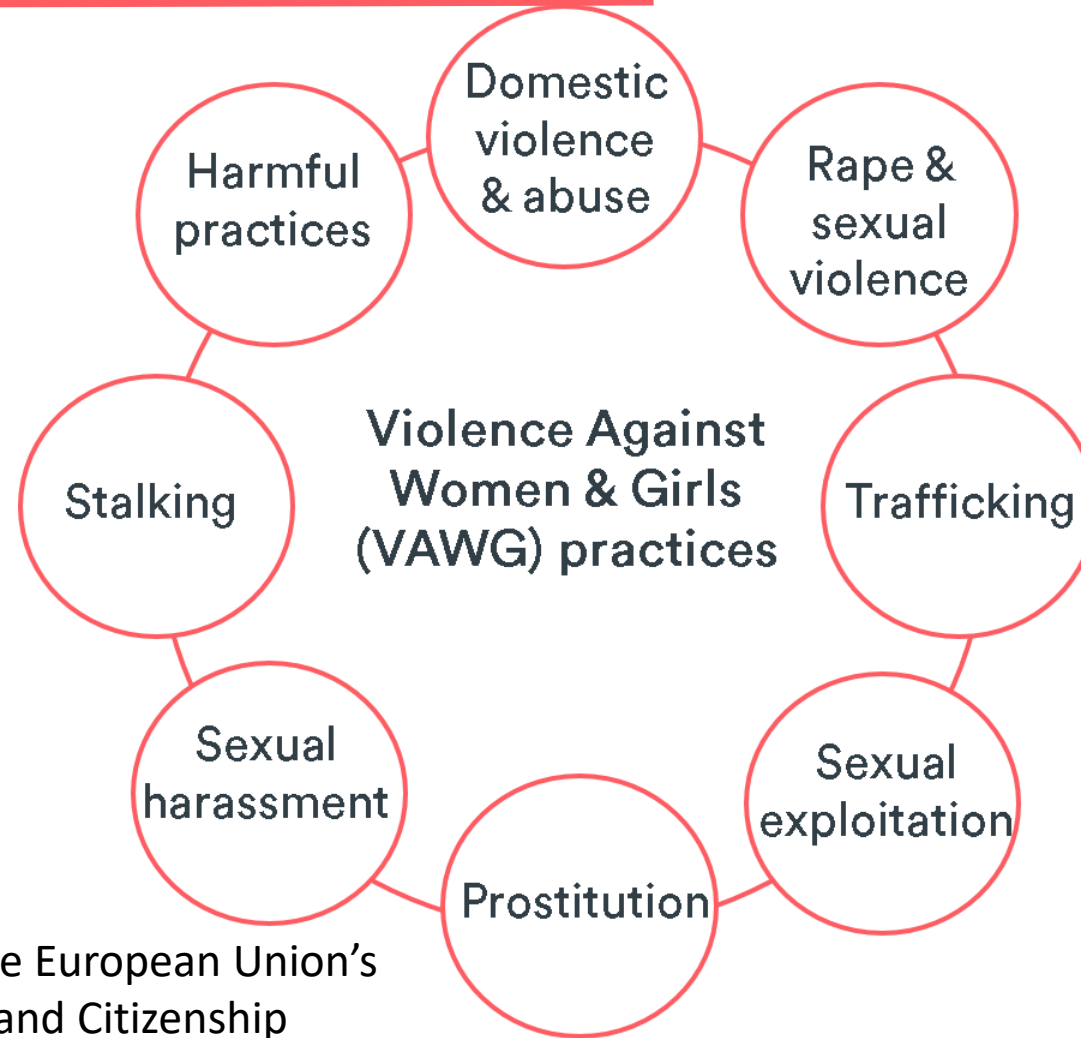 Domestic
violence
& abuse
Rape &
sexual
violence
Trafficking
Sexual
exploitation
Prostitution
Sexual
harassment
Stalking
Harmful
practices
Violence Against
Women & Girls
(VAWG) practices
European Union’s
and Citizenship